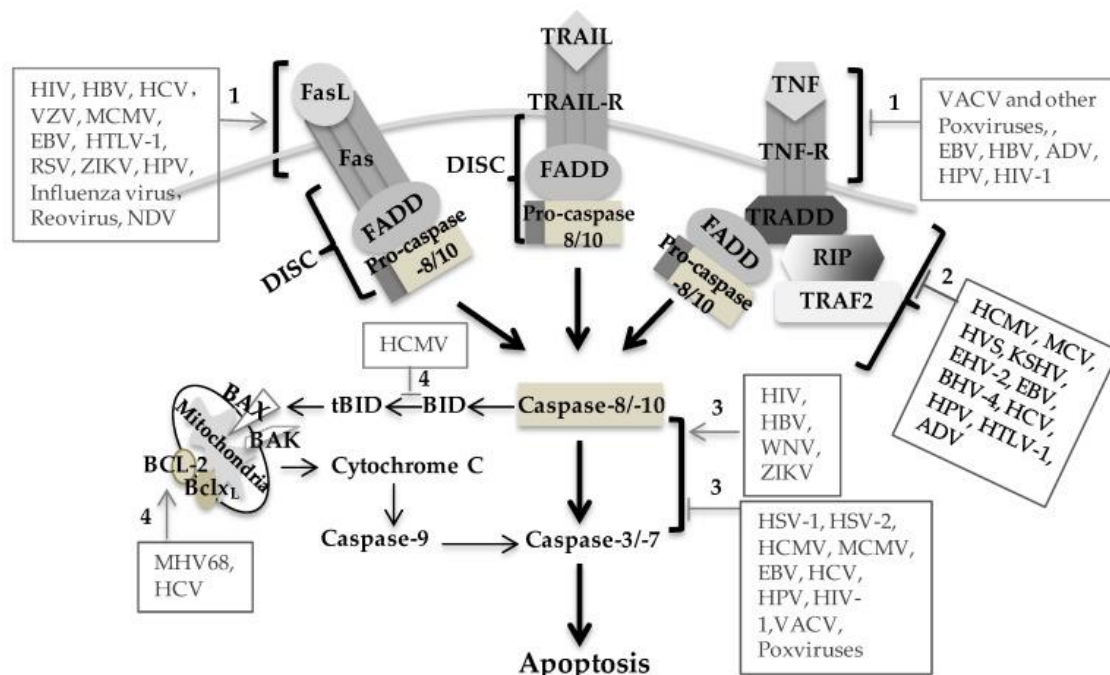 TRAIL
HIV, HBV, HCV,
VZV, MCMV,
EBV, HTLV-1,
RSV, ZIKV, HPV,
Influenza virus,
Reovirus, NDV
1
FasL
Fas
TRAIL-R
DISC
FADD
Pro-caspase
8/10
TNF
TNF-R
1
VACV and other
Poxviruses, ,
EBV, HBV, ADV,
HPV, HIV-1
DISC
FADD
Pro-caspase
-8/10
TRADD
FADD
Pro-caspase
-8/10
RIP
TRAF2
2
HCMV, MCV,
HVS, KSHV,
EHV-2, EBV,
BHV-4, HCV,
HPV, HTLV-1,
ADV
HCMV
4
BAX
tBID
BID
Caspase-8/-10
3
HIV,
HBV,
WNV,
ZIKV
Mitochondria
BAK
BCL-2
BclxL
Cytochrome C
3
4
Caspase-9
Caspase-3/-7
HSV-1, HSV-2,
HCMV, MCMV,
EBV, HCV,
HPV, HIV-
1,VACV,
Poxviruses
MHV68,
HCV
Apoptosis